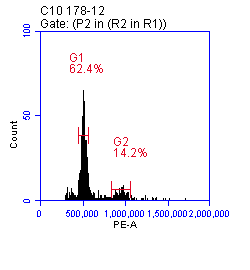 C10 178-12
Gate: (P2 in (R2 in R1))
100
G1
62.4%
50
Count
G2
14.2%
0
0 500,000 1,000,000 1,500,000 2,000,000
PE-A